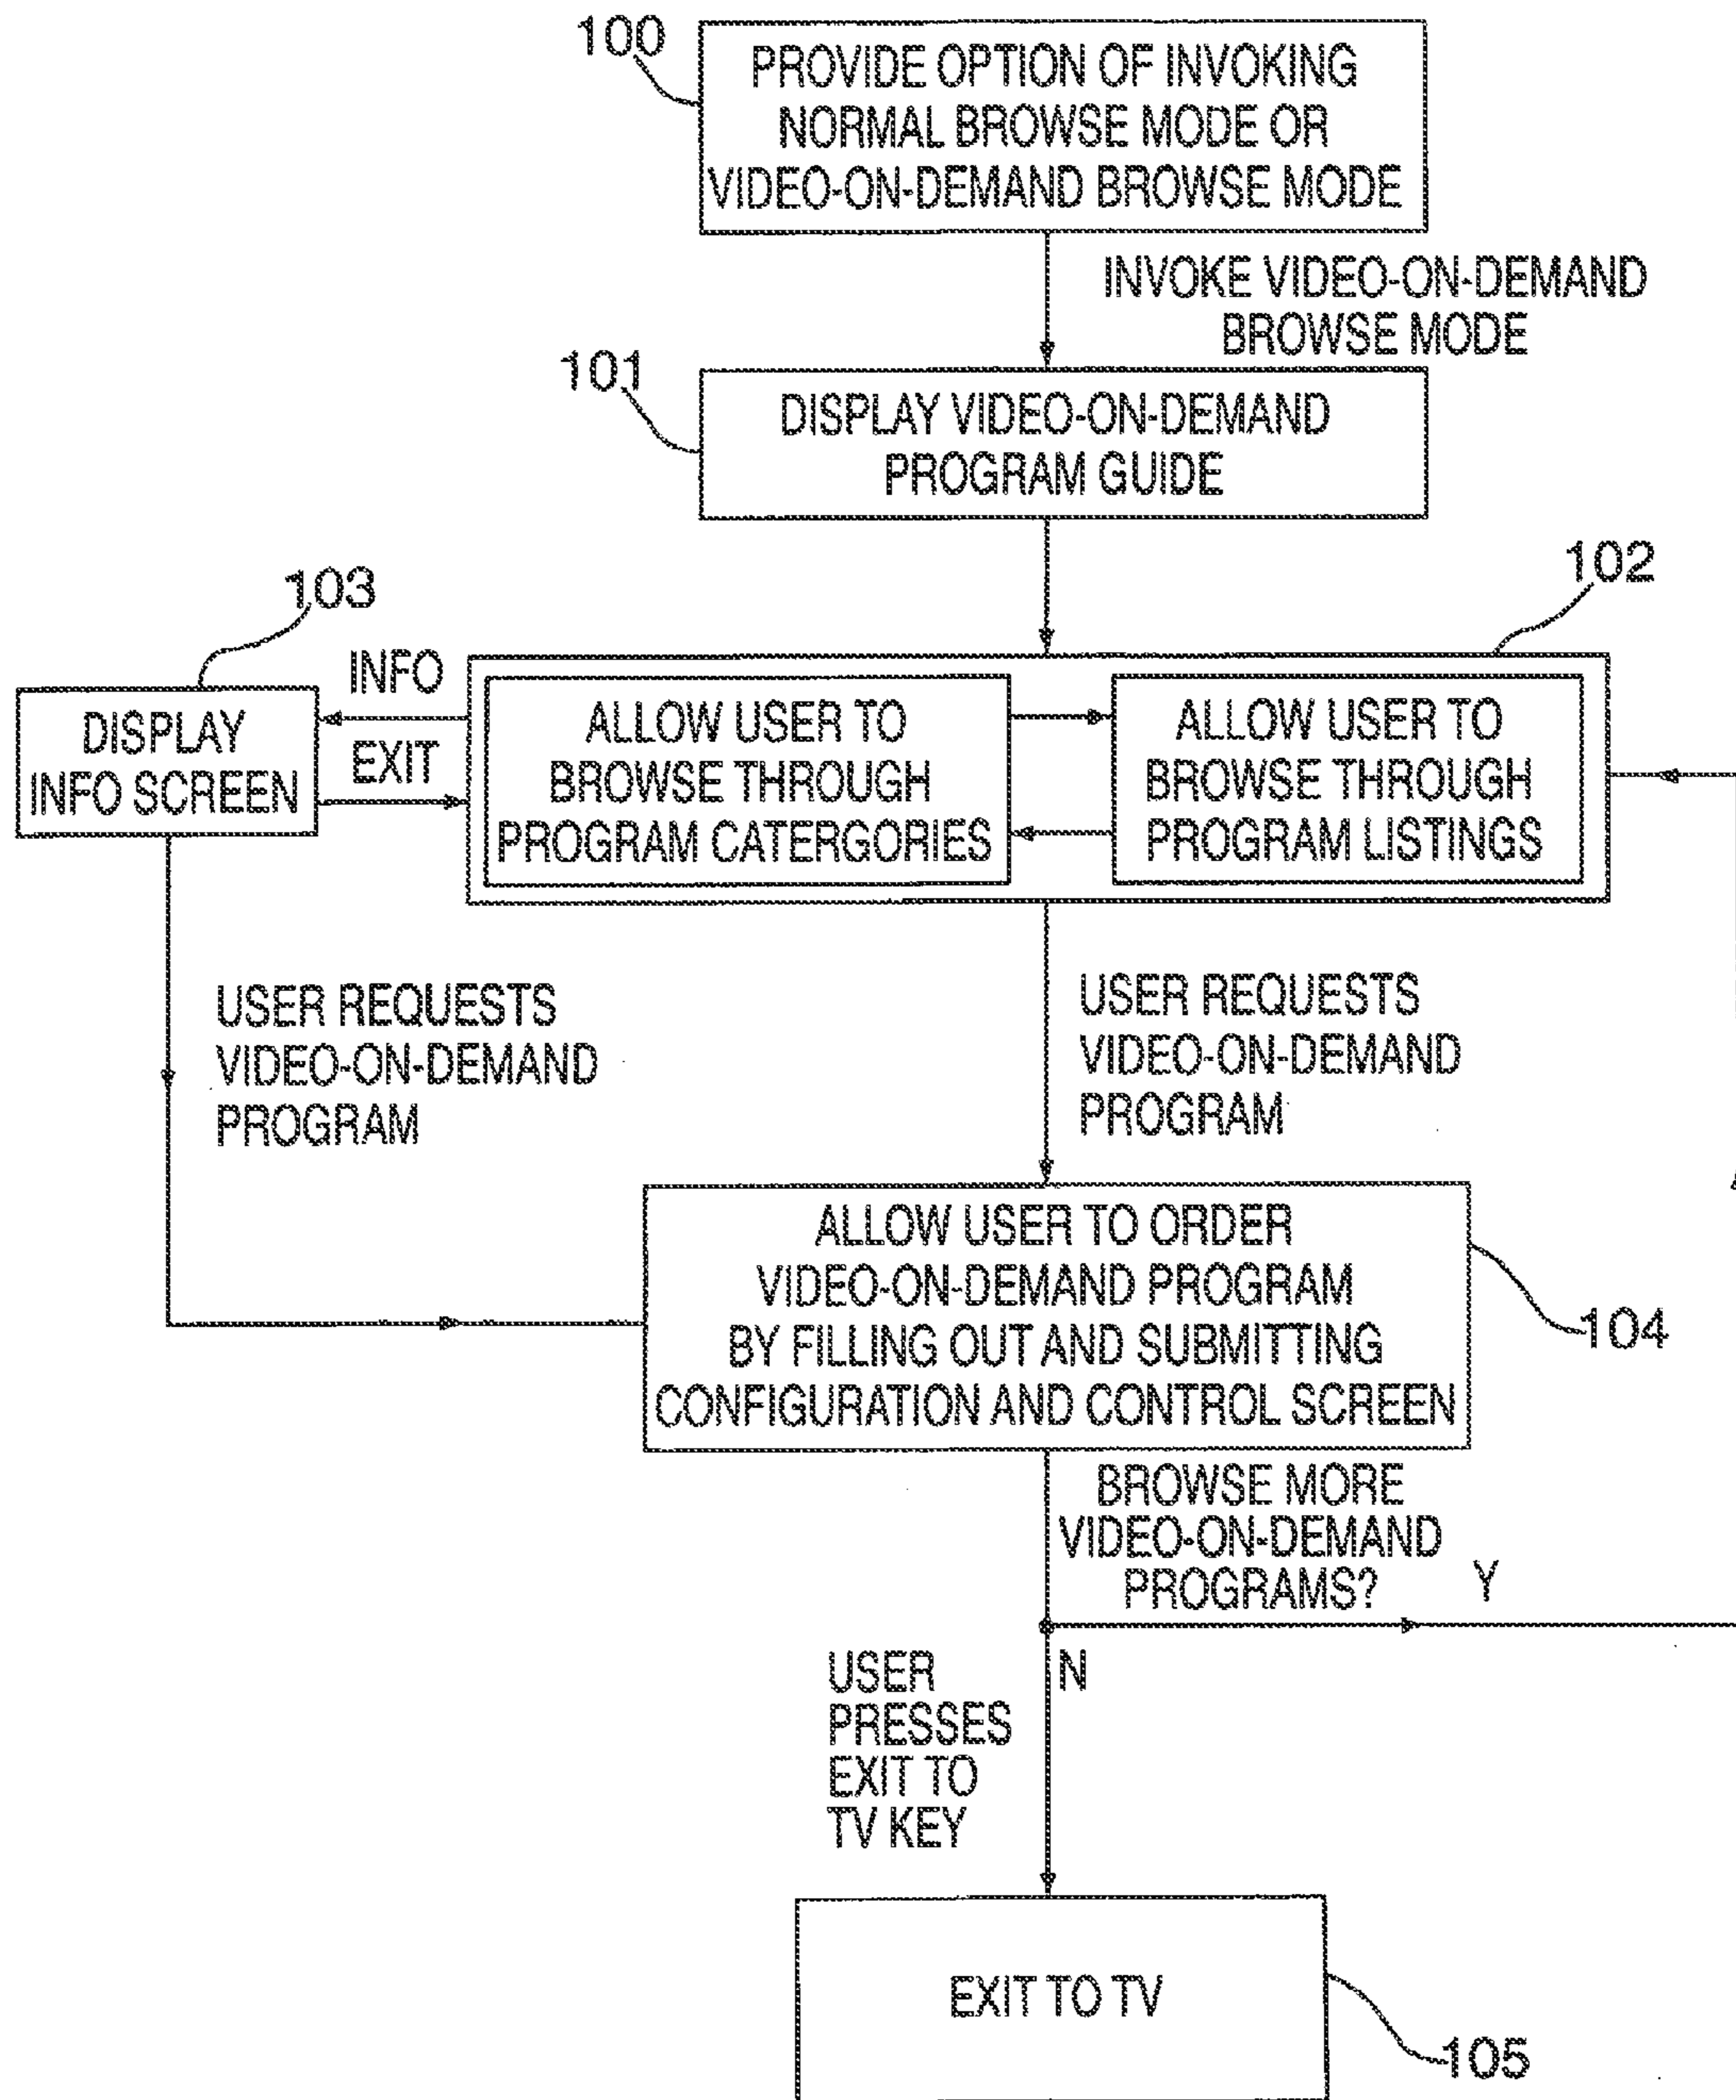 100
PROVIDE OPTION OF INVOKING
NORMAL BROWSE MODE OR
VIDEO-ON-DEMAND BROWSE MODE
INVOKE VIDEO-ON-DEMAND
BROWSE MODE
101
DISPLAY VIDEO-ON-DEMAND
PROGRAM GUIDE
102
103
INFO
EXIT
DISPLAY
INFO SCREEN
ALLOW USER TO
BROWSE THROUGH
PROGRAM CATERGORIES
ALLOW USER TO
BROWSE THROUGH
PROGRAM LISTINGS
USER REQUESTS
VIDEO-ON-DEMAND
PROGRAM
USER REQUESTS
VIDEO-ON-DEMAND
PROGRAM
ALLOW USER TO ORDER
VIDEO-ON-DEMAND PROGRAM
BY FILLING OUT AND SUBMITTING
CONFIGURATION AND CONTROL SCREEN
104
BROWSE MORE
VIDEO-ON-DEMAND
PROGRAMS?
Y
N
USER
PRESSES
EXIT TO
TV KEY
EXIT TO TV
105